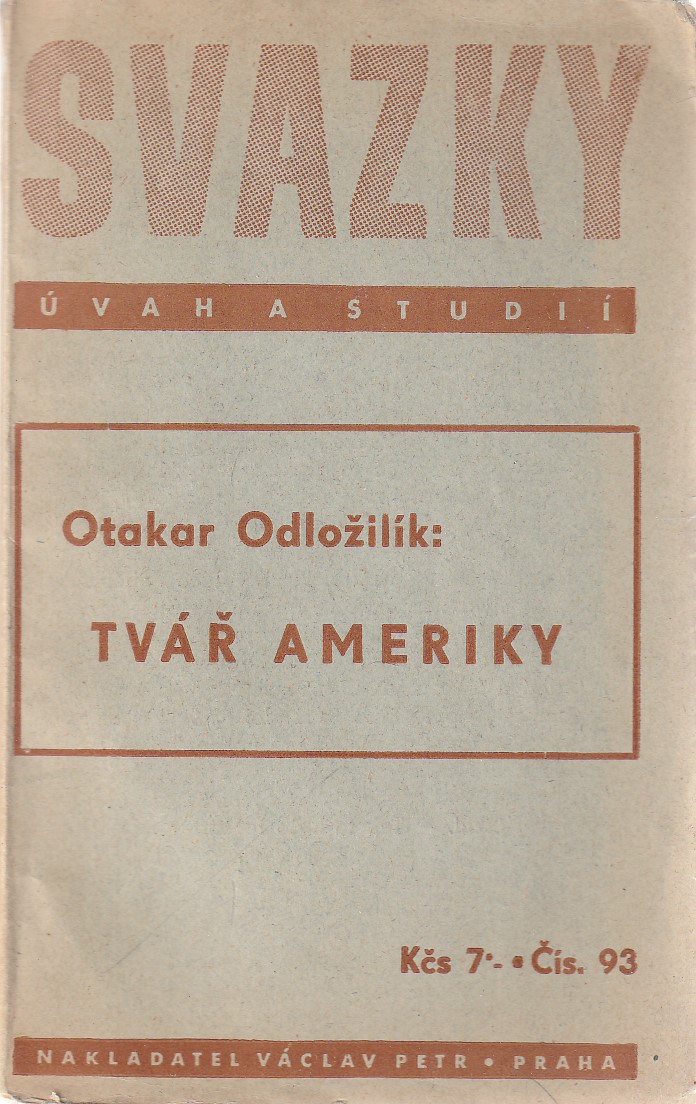 SVAZKY
ÚVAH A STUDIÍ
Otakar Odložilík:
TVÁŘ AMERIKY
Kčs 7·- • Čís. 93
NAKLADATEL VÁCLAV PETR • PRAHA